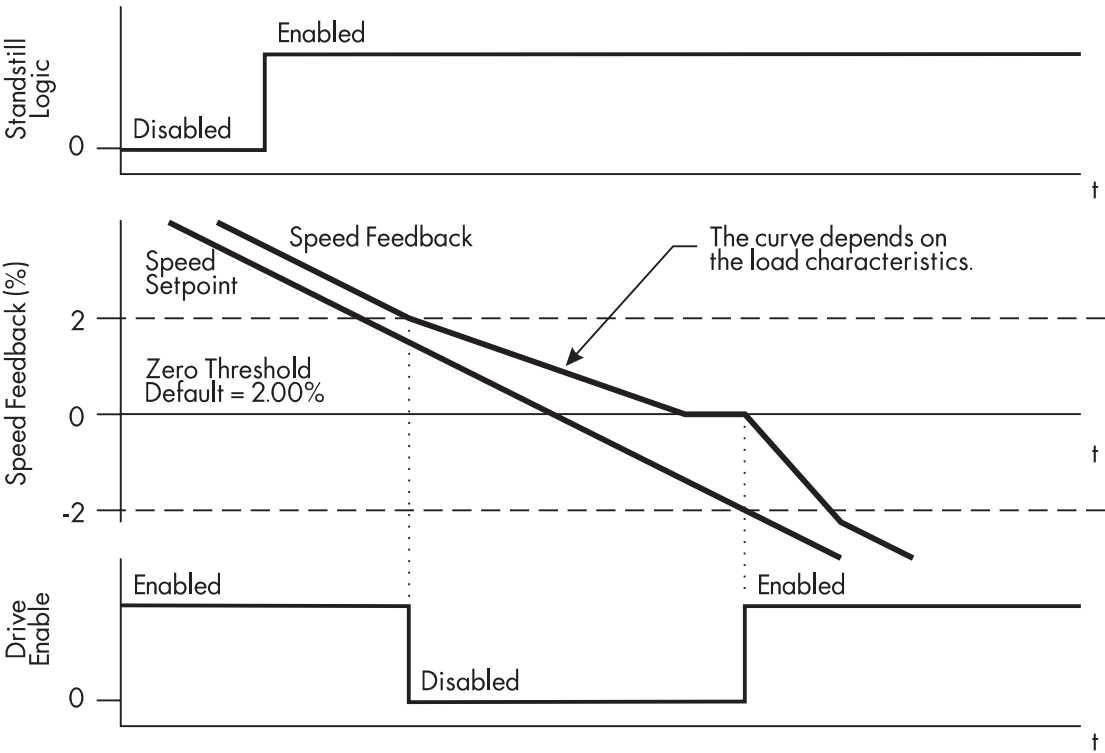 Standstill
Logic
Enabled
Disabled
0
t
Speed Feedback (%)
Speed Feedback
Speed
Setpoint
The curve depends on
the load characteristics.
2
Zero Threshold
Default = 2.00%
0
t
-2
Drive
Enable
Enabled
Enabled
Disabled
0
t